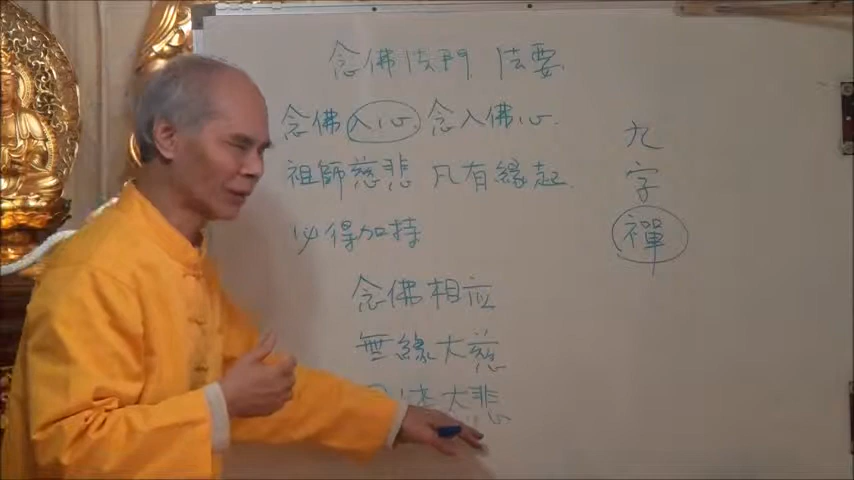 念佛法門 法要
念佛入心 念入佛心
祖師慈悲 凡有緣起
必得加持
念佛相应
無緣大慈
大悲
九
字
禪